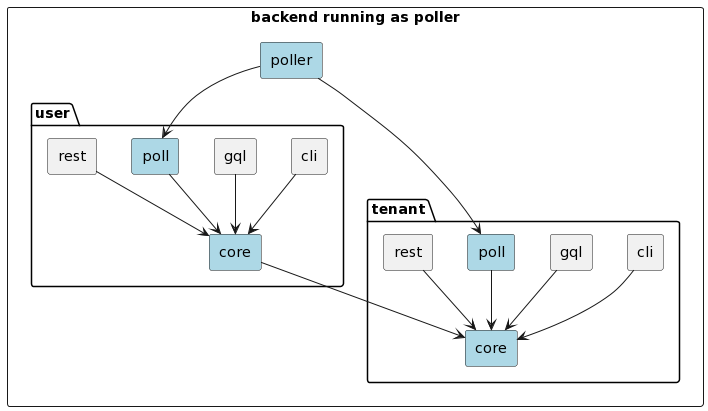 backend running as poller
poller
user
rest
poll
gql
cli
core
tenant
rest
poll
gql
cli
core